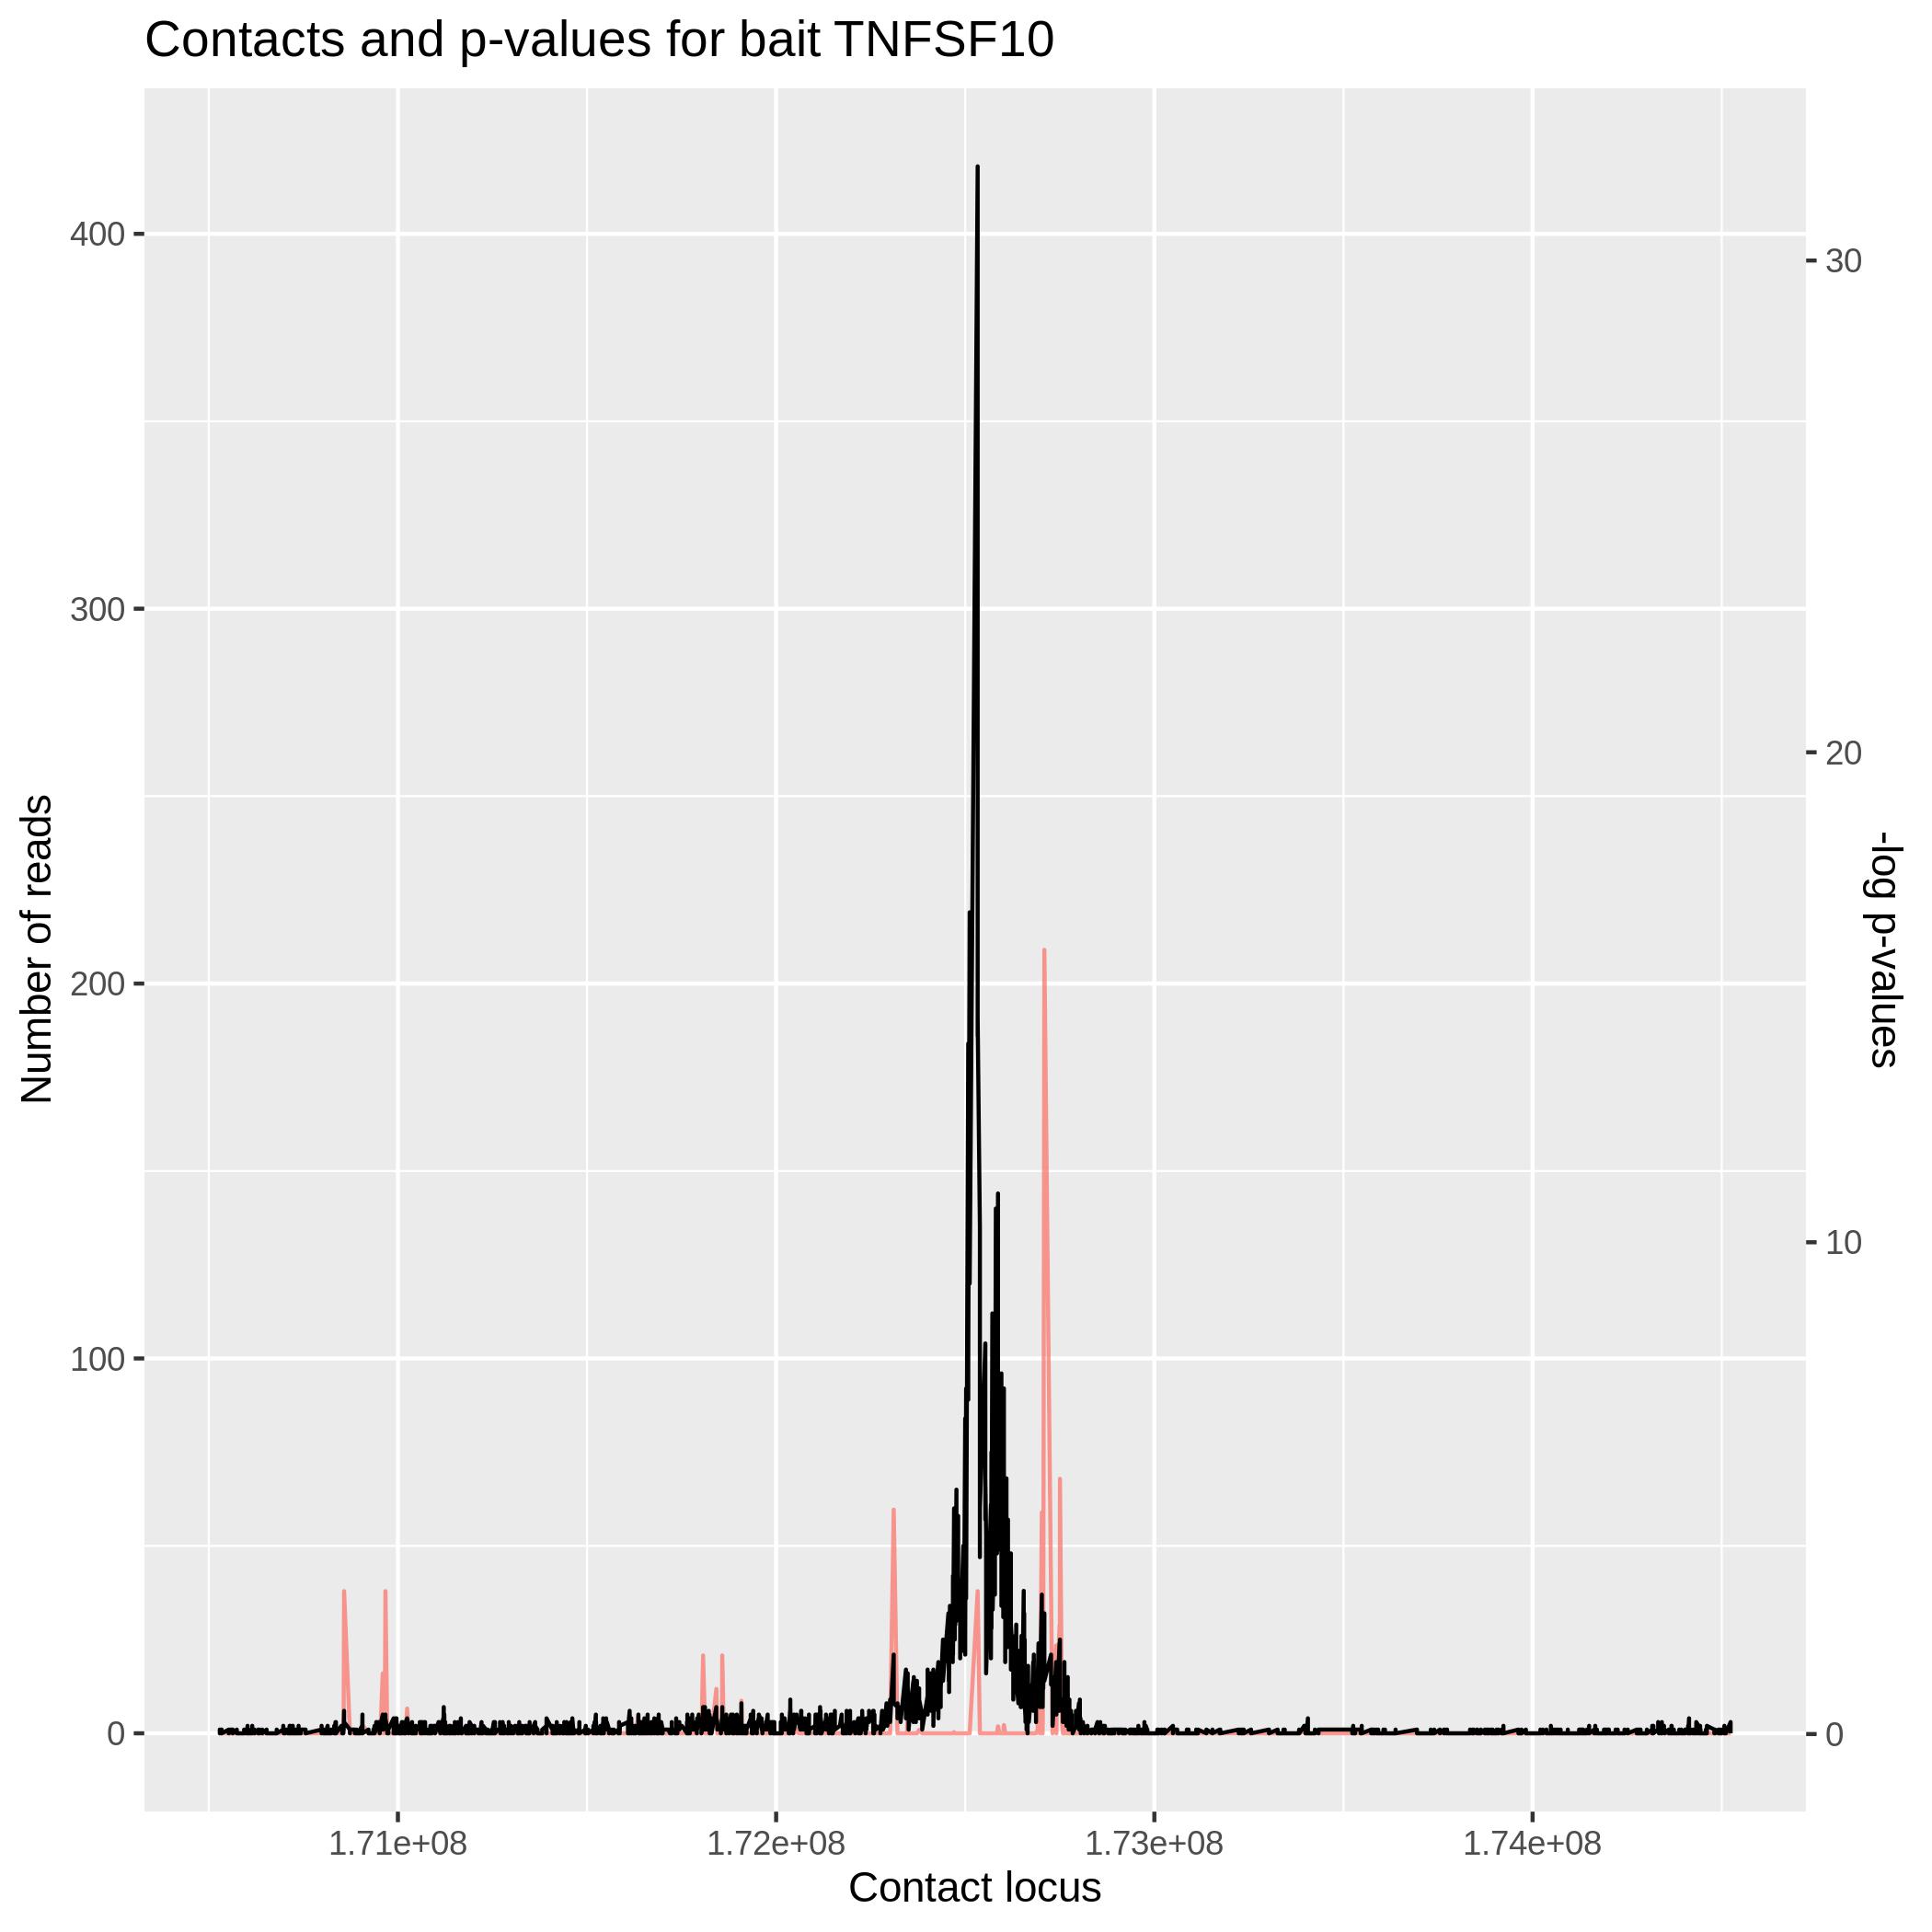 Contacts and p-values for bait TNFSF10
Number of reads
400
300
200
100
0
30
20
10
0
-log p-values
1.71e+08
1.72e+08
1.73e+08
1.74e+08
Contact locus